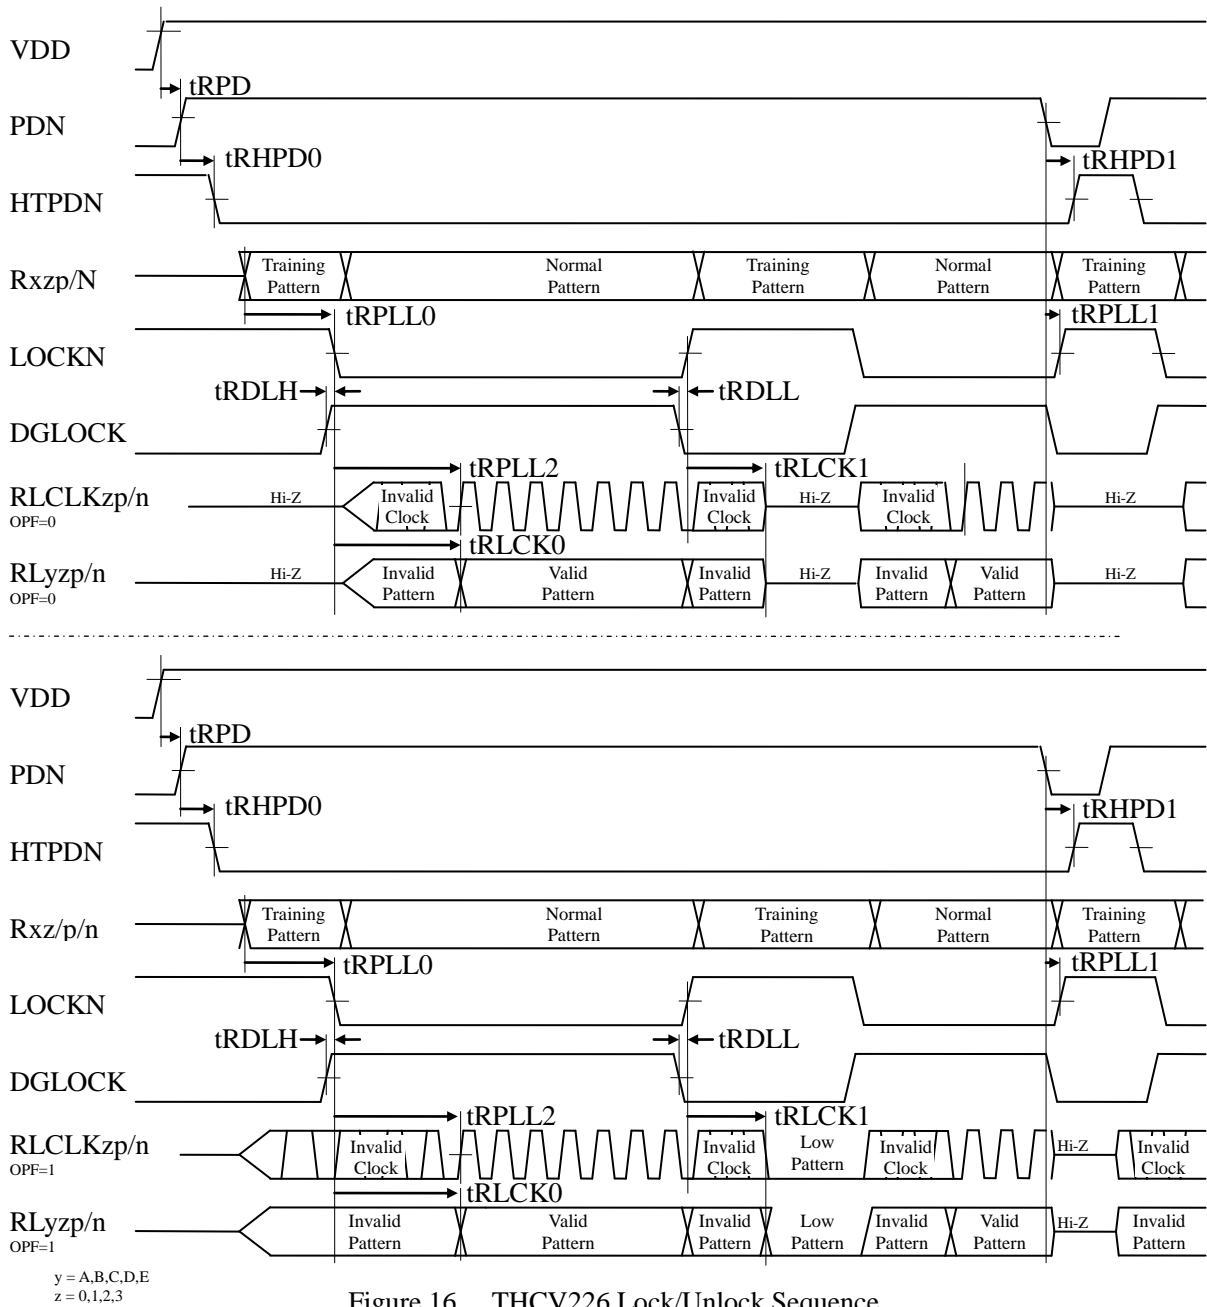 VDD
tRPD
PDN
tRHPD0 tRHPD1
HTPDN
Rxzp/N Training Pattern Normal Pattern Training Pattern Normal Pattern Training Pattern
tRPLL0 tRPLL1
LOCKN
tRDLH tRDLL
DGLOCK
tRPLL2 tRLCK1
RLCLKzp/n Hi-Z Invalid Clock Hi-Z Invalid Clock Hi-Z
OPF=0
tRLCK0
RLyzp/n Hi-Z Invalid Pattern Valid Pattern Invalid Pattern Hi-Z Invalid Pattern Valid Pattern Hi-Z
OPF=0
VDD
tRPD
PDN
tRHPD0 tRHPD1
HTPDN
Rxz/p/n Training Pattern Normal Pattern Training Pattern Normal Pattern Training Pattern
tRPLL0 tRPLL1
LOCKN
tRDLH tRDLL
DGLOCK
tRPLL2 tRLCK1
RLCLKzp/n Invalid Clock Invalid Clock Low Pattern Invalid Clock Hi-Z Invalid Clock
OPF=1
tRLCK0
RLyzp/n Invalid Pattern Valid Pattern Invalid Pattern Low Pattern Invalid Pattern Valid Pattern Hi-Z Invalid Pattern
OPF=1
y = A,B,C,D,E
z = 0,1,2,3
Figure 16 THCV226 Lock/Unlock Sequence